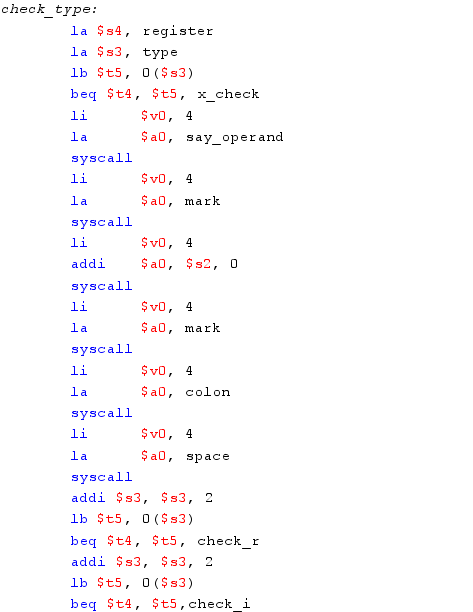 check_type:
la $s4, register
la $s3, type
lb $t5, 0($s3)
beq $t4, $t5, x_check
li $v0, 4
la $a0, say_operand
syscall
li $v0, 4
la $a0, mark
syscall
li $v0, 4
addi $a0, $s2, 0
syscall
li $v0, 4
la $a0, mark
syscall
li $v0, 4
la $a0, colon
syscall
li $v0, 4
la $a0, space
syscall
addi $s3, $s3, 2
lb $t5, 0($s3)
beq $t4, $t5, check_r
addi $s3, $s3, 2
lb $t5, 0($s3)
beq $t4, $t5,check_i